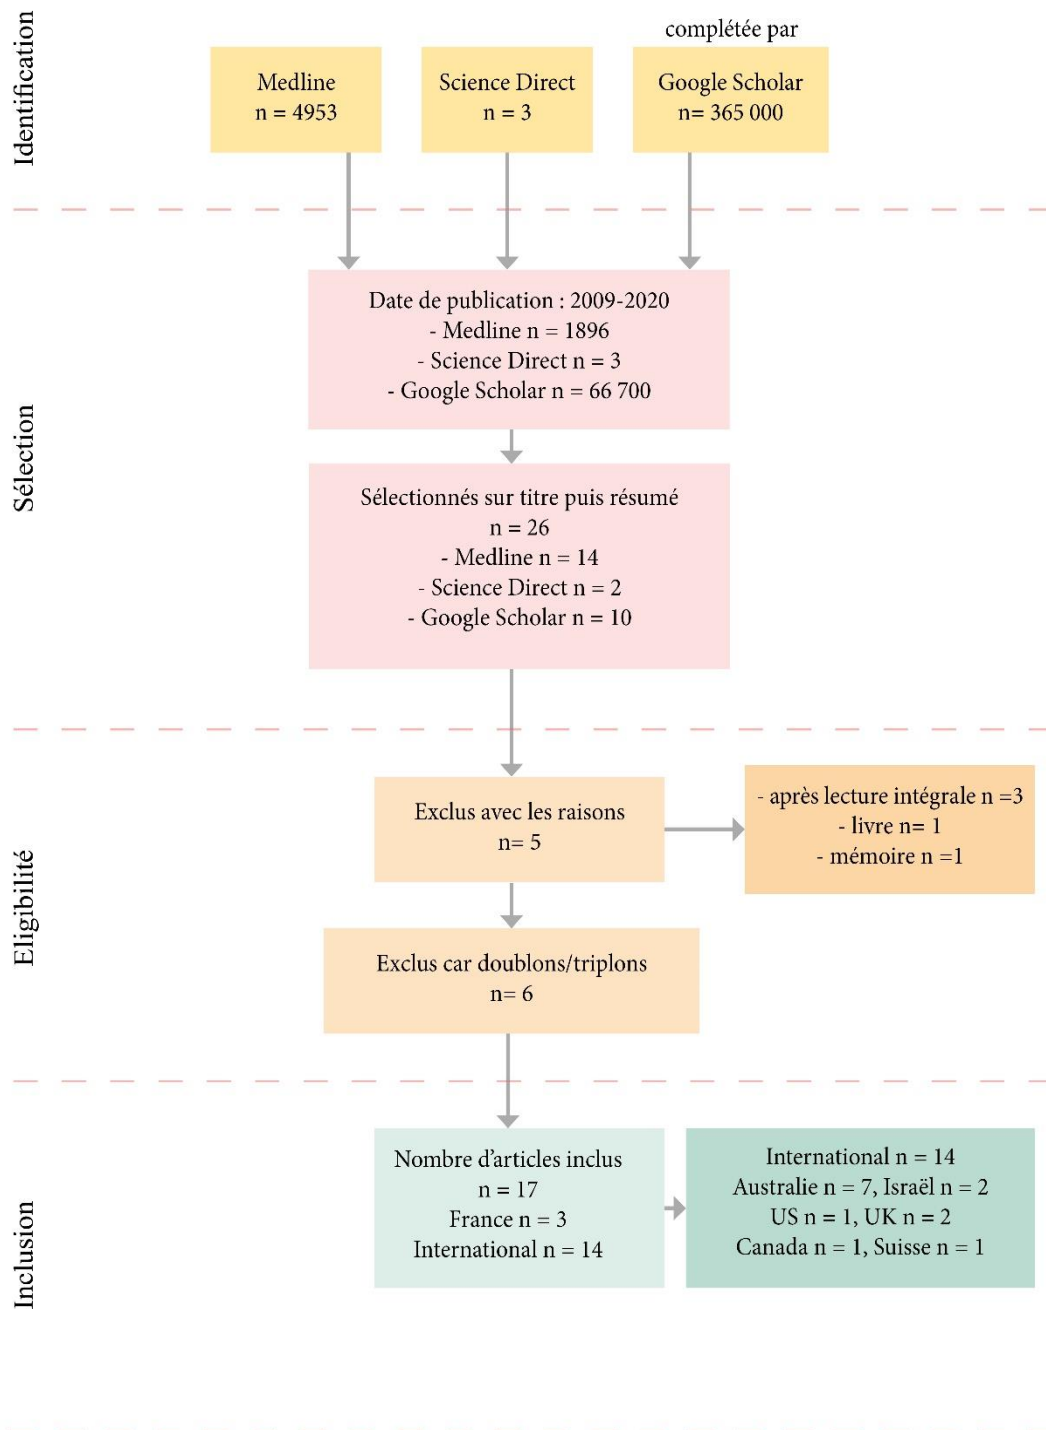 Identification
complétée par
Medline
n = 4953
Science Direct
n = 3
Google Scholar
n= 365 000
Sélection
Date de publication : 2009-2020
- Medline n = 1896
- Science Direct n = 3
- Google Scholar n = 66 700
Sélectionnés sur titre puis résumé
n = 26
- Medline n = 14
- Science Direct n = 2
- Google Scholar n = 10
Eligibilité
Exclus avec les raisons
n= 5
- après lecture intégrale n =3
- livre n= 1
- mémoire n =1
Exclus car doublons/triplons
n= 6
Inclusion
Nombre d'articles inclus
n = 17
France n = 3
International n = 14
International n = 14
Australie n = 7, Israël n = 2
US n = 1, UK n = 2
Canada n = 1, Suisse n = 1